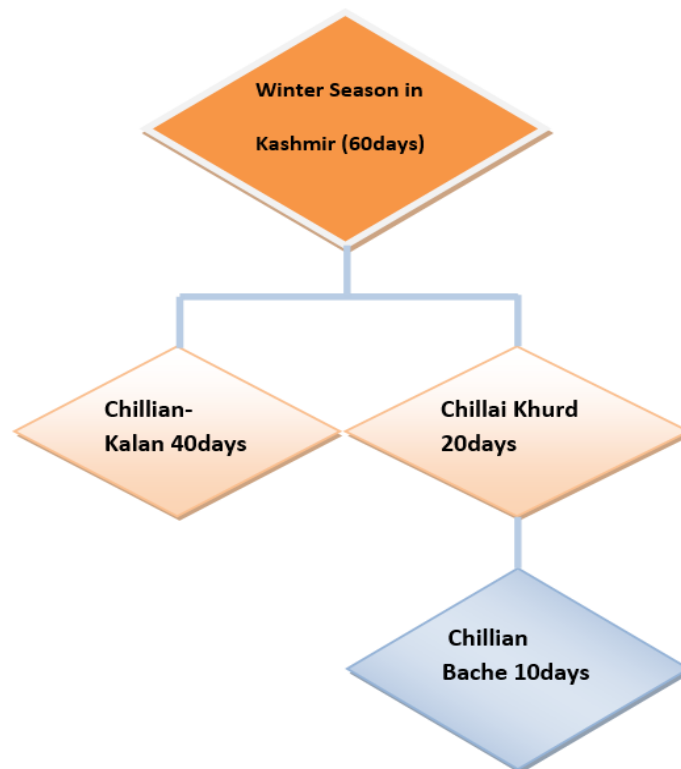 Winter Season in
Kashmir (60days)
Chillian-
Kalan 40days
Chillai Khurd
20days
Chillian
Bache 10days